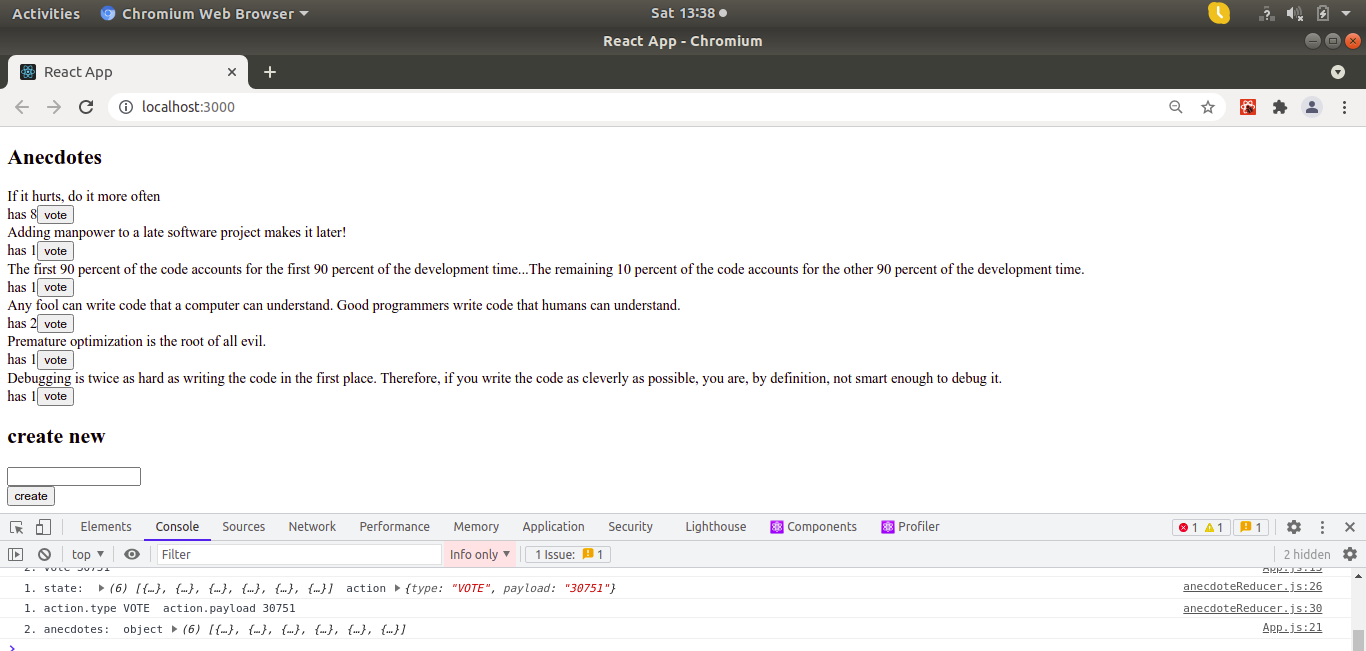 Activities Chromium Web Browser Sat 13:38
React App - Chromium
React App
localhost:3000
Anecdotes
If it hurts, do it more often
has 8 vote
Adding manpower to a late software project makes it later!
has 1 vote
The first 90 percent of the code accounts for the first 90 percent of the development time...The remaining 10 percent of the code accounts for the other 90 percent of the development time.
has 1 vote
Any fool can write code that a computer can understand. Good programmers write code that humans can understand.
has 2 vote
Premature optimization is the root of all evil.
has 1 vote
Debugging is twice as hard as writing the code in the first place. Therefore, if you write the code as cleverly as possible, you are, by definition, not smart enough to debug it.
has 1 vote
create new
create
Elements Console Sources Network Performance Memory Application Security Lighthouse Components Profiler 1 1 1
top Filter Info only 1 Issue: 1 2 hidden
2. vote 30751 App.js:15
1. state: (6) [{…}, {…}, {…}, {…}, {…}, {…}] action {type: "VOTE", payload: "30751"} anecdoteReducer.js:26
1. action.type VOTE action.payload 30751 anecdoteReducer.js:30
2. anecdotes: object (6) [{…}, {…}, {…}, {…}, {…}, {…}] App.js:21